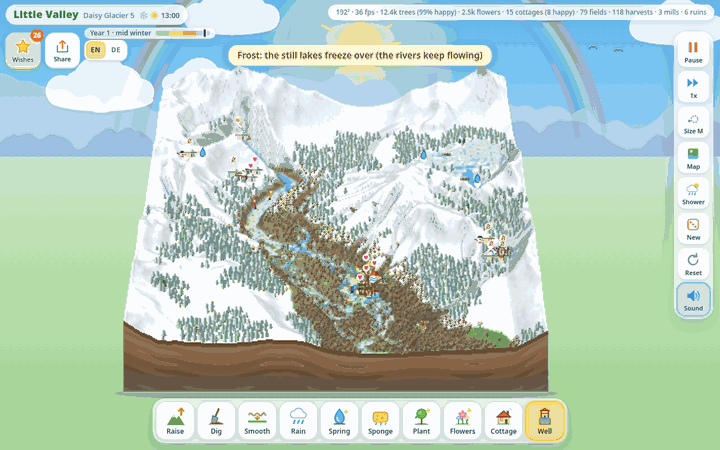 Little Valley Daisy Glacier 5 13:00
192² · 36 fps · 12.4k trees (99% happy) · 2.5k flowers · 15 cottages (8 happy) · 79 fields · 118 harvests · 3 mills · 6 ruins
26
Wishes
Share
Year 1 · mid winter
EN DE
Frost: the still lakes freeze over (the rivers keep flowing)
Pause
1x
Size M
Map
Shower
New
Reset
Sound
Raise
Dig
Smooth
Rain
Spring
Sponge
Plant
Flowers
Cottage
Well